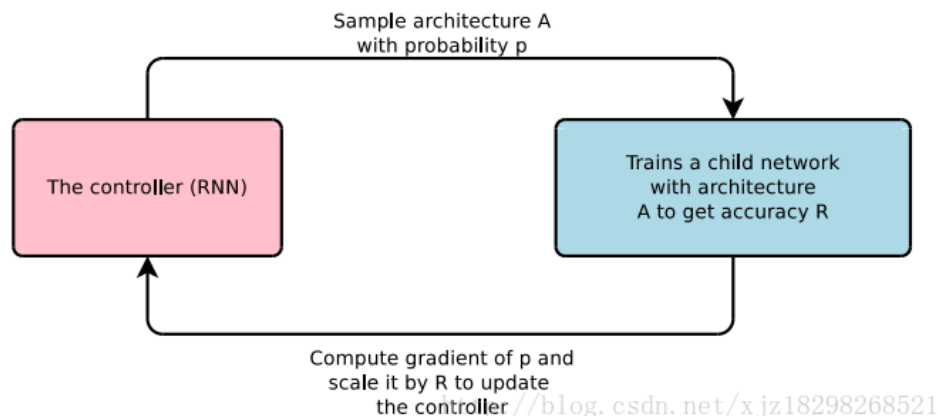 Sample architecture A
with probability p
The controller (RNN)
Trains a child network
with architecture
A to get accuracy R
Compute gradient of p and
scale it by R to update
the controller
//blog.csdn.net/xjz18298268521